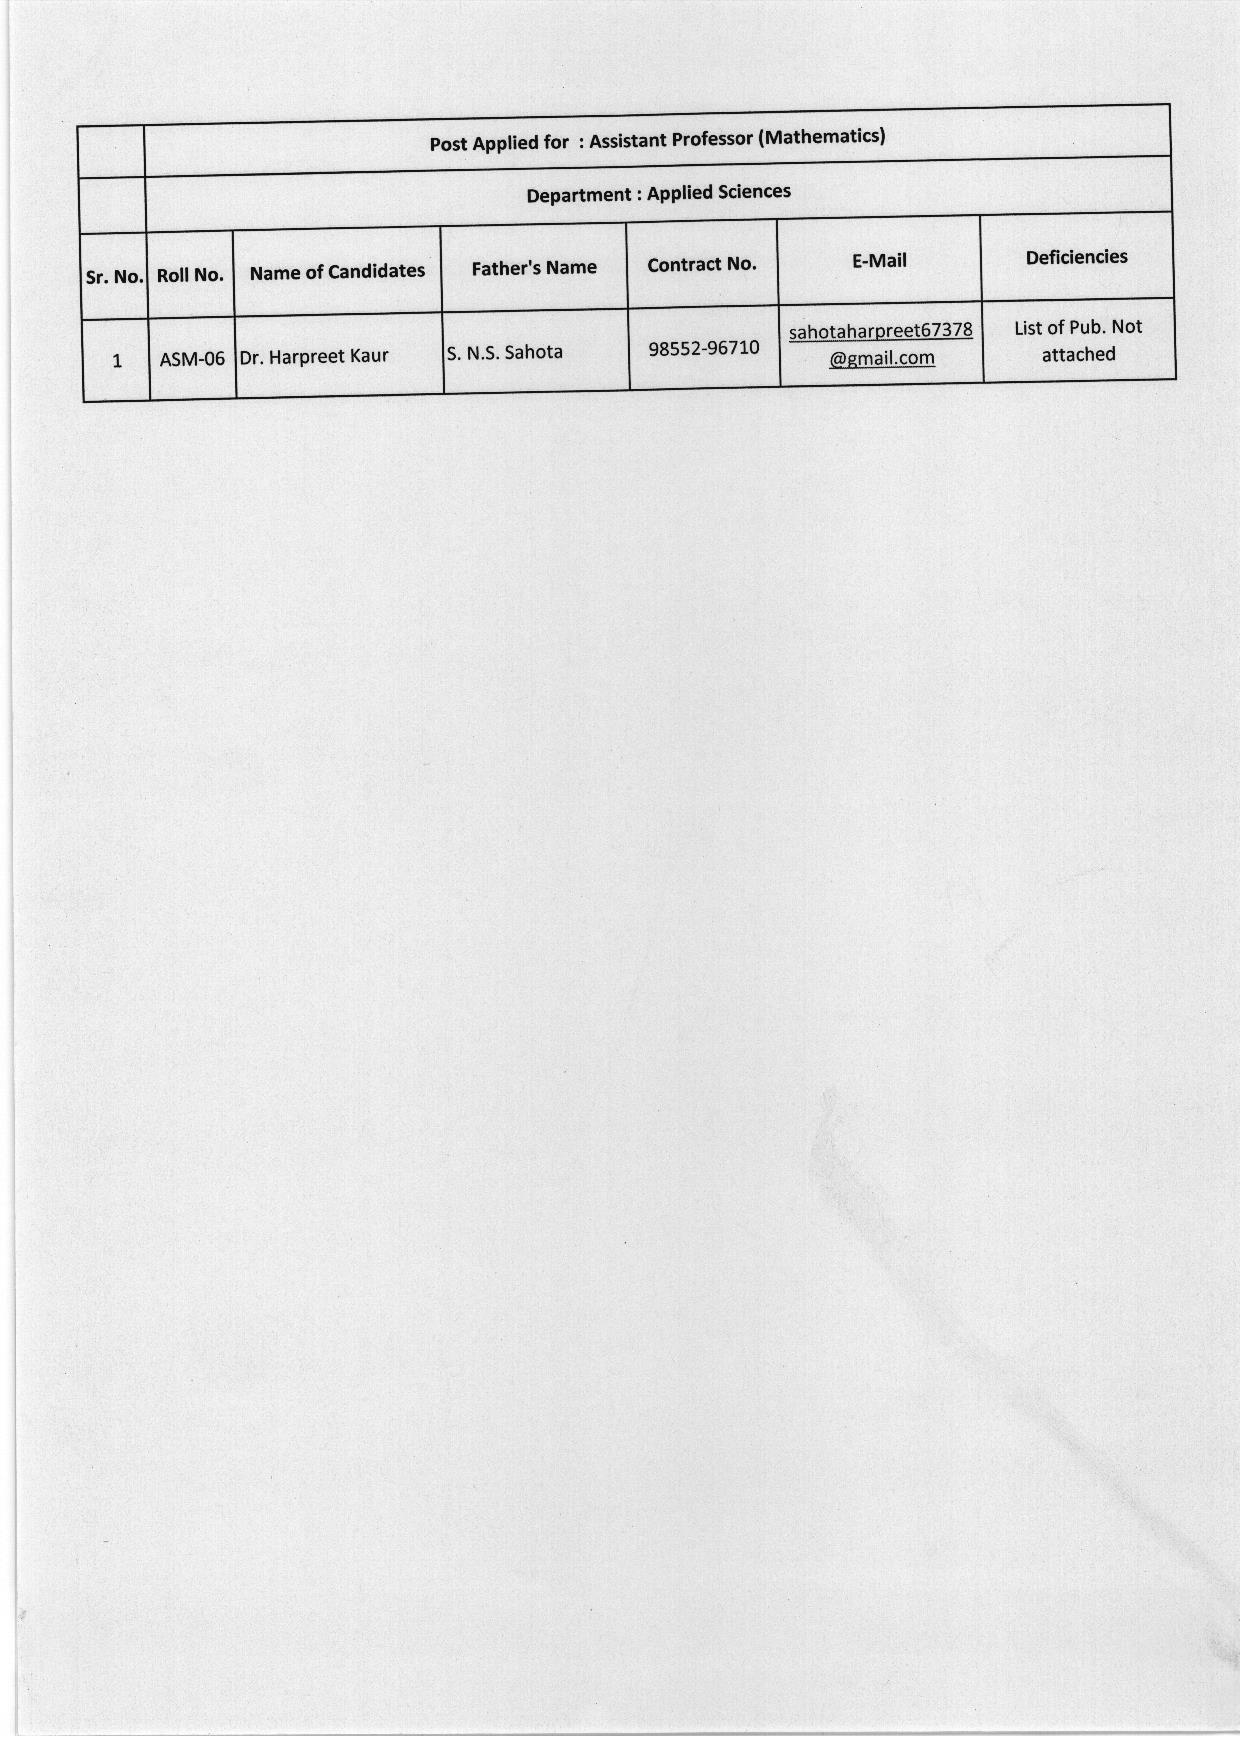 Post Applied for : Assistant Professor (Mathematics)
Department : Applied Sciences
Sr. No. Roll No. Name of Candidates Father's Name Contract No. E-Mail Deficiencies
1 ASM-06 Dr. Harpreet Kaur S. N.S. Sahota 98552-96710 sahotaharpreet67378 List of Pub. Not
@gmail.com attached